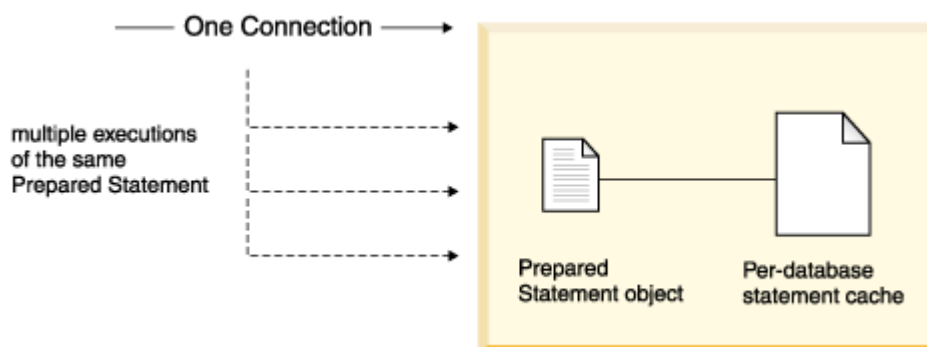 One Connection
multiple executions
of the same
Prepared Statement
Prepared
Statement object
Per-database
statement cache